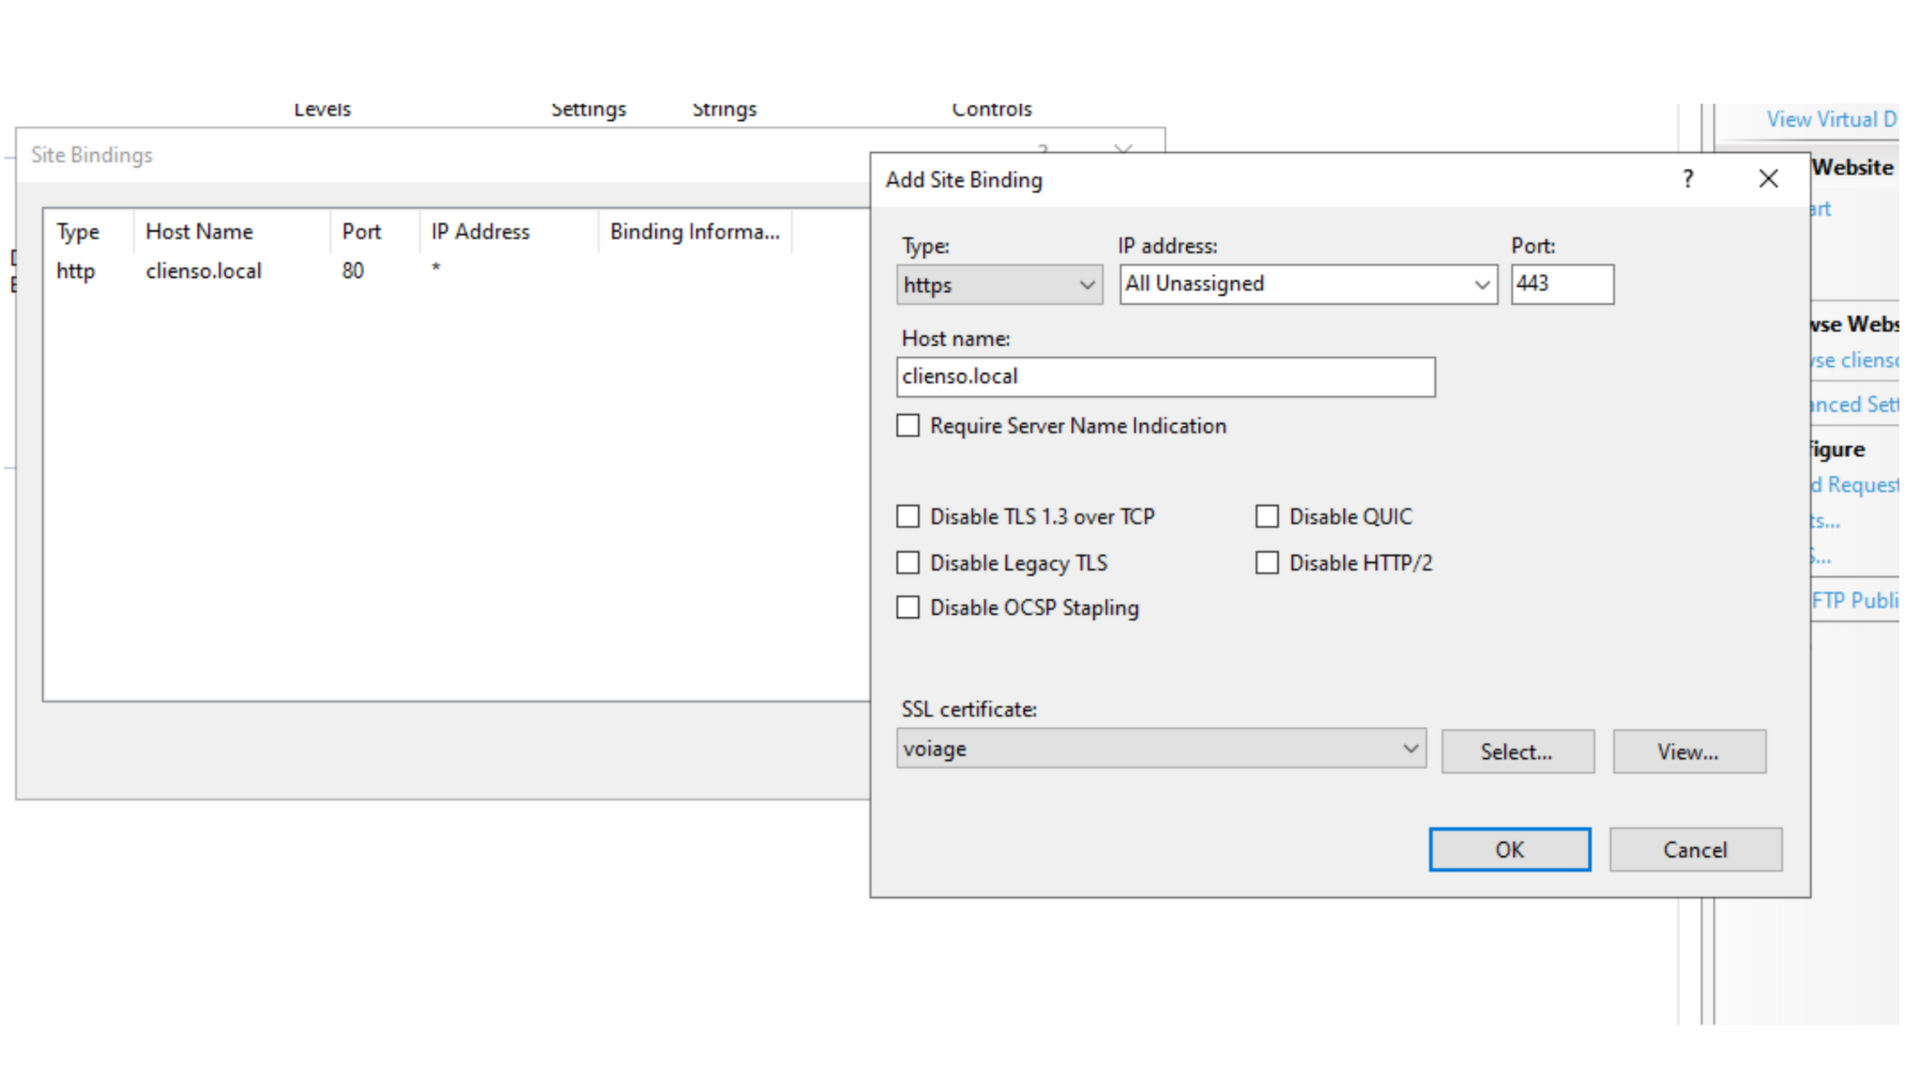 Levels Settings Strings Controls
View Virtual D
Site Bindings ?
Add Site Binding ?
Website
art
Type Host Name Port IP Address Binding Informa...
http clienso.local 80 *
Type: IP address: Port:
https All Unassigned 443
Host name:
clienso.local
Require Server Name Indication
Disable TLS 1.3 over TCP Disable QUIC
Disable Legacy TLS Disable HTTP/2
Disable OCSP Stapling
SSL certificate:
voiage Select... View...
OK Cancel
wse Webs
wse clienso
anced Sett
figure
d Request
ts...
S...
FTP Publi